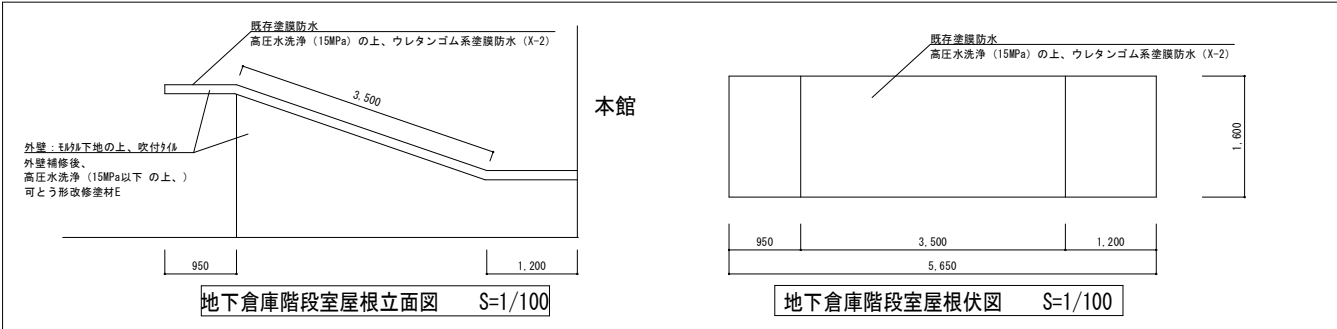 既存塗膜防水
高圧水洗浄（15MPa）の上、ウレタンゴム系塗膜防水（X-2）
3,500
本館
外壁：モルタル下地の上、吹付タイル
外壁補修後、
高圧水洗浄（15MPa以下 の上、）
可とう形改修塗材E
950
1,200
地下倉庫階段室屋根立面図 S=1/100
既存塗膜防水
高圧水洗浄（15MPa）の上、ウレタンゴム系塗膜防水（X-2）
1,600
950
3,500
1,200
5,650
地下倉庫階段室屋根伏図 S=1/100